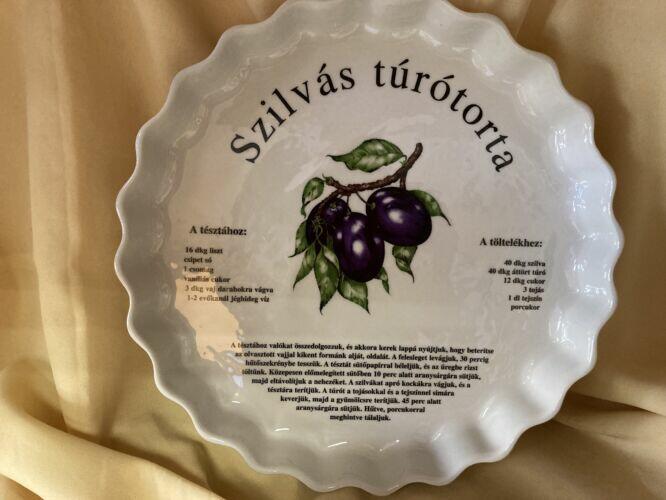 Szilvás túrótorta
A tésztához:
16 dkg liszt
csipet só
1 csomag
vaníliás cukor
3 dkg vaj darabokra vágva
1-2 evőkanál jéghideg víz
A töltelékhez:
40 dkg szilva
40 dkg áttört túró
12 dkg cukor
3 tojás
1 dl tejszín
porcukor
A tésztához valókat összedolgozzuk, és akkora kerek lappá nyújtjuk, hogy beterítse
az olvasztott vajjal kikent formánk alját, oldalát. A felesleget levágjuk, 30 percig
hűtőszekrénybe tesszük. A tésztát sütőpapírral béleljük, és az üregbe rizst
töltünk. Közepesen előmelegített sütőben 10 perc alatt aranysárgára sütjük,
majd eltávolítjuk a nehezéket. A szilvákat apró kockákra vágjuk, és a
tésztára terítjük. A túrót a tojásokkal és a tejszínnel simára
keverjük, majd a gyümölcsre terítjük. 45 perc alatt
aranysárgára sütjük. Hűtve, porcukorral
meghintve tálaljuk.